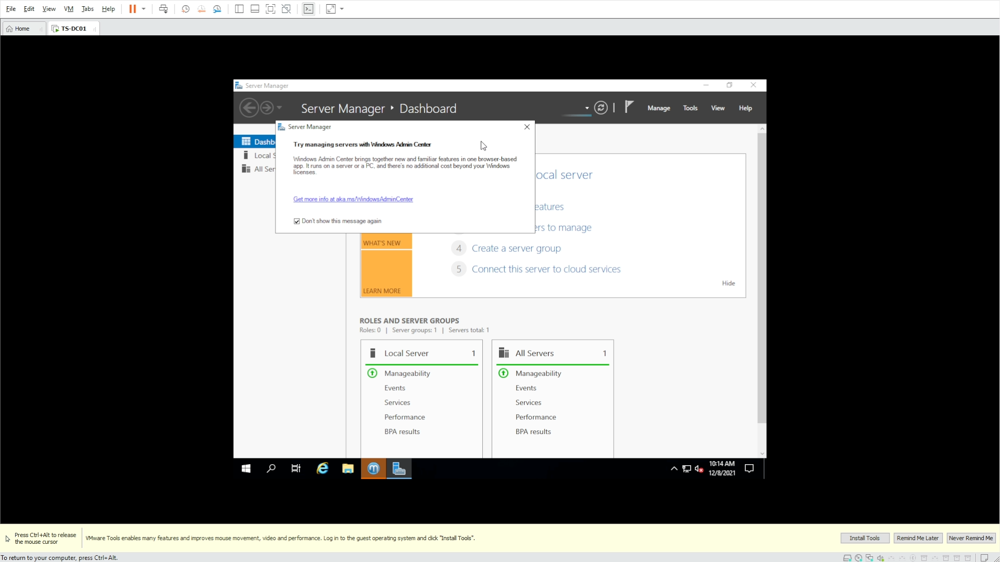 File Edit View VM Tabs Help
Home
TS-DC01
Server Manager
Server Manager ‣ Dashboard
Manage Tools View Help
Server Manager
Try managing servers with Windows Admin Center
Windows Admin Center brings together new and familiar features in one browser-based
app. It runs on a server or a PC, and there's no additional cost beyond your Windows
licenses.
Get more info at aka.ms/WindowsAdminCenter
Don't show this message again
Dashb
Local S
All Ser
ocal server
eatures
ers to manage
4 Create a server group
5 Connect this server to cloud services
WHAT'S NEW
LEARN MORE
Hide
ROLES AND SERVER GROUPS
Roles: 0 | Server groups: 1 | Servers total: 1
Local Server 1
Manageability
Events
Services
Performance
BPA results
All Servers 1
Manageability
Events
Services
Performance
BPA results
10:14 AM
12/8/2021
Press Ctrl+Alt to release
the mouse cursor
VMware Tools enables many features and improves mouse movement, video and performance. Log in to the guest operating system and click "Install Tools".
Install Tools
Remind Me Later
Never Remind Me
To return to your computer, press Ctrl+Alt.